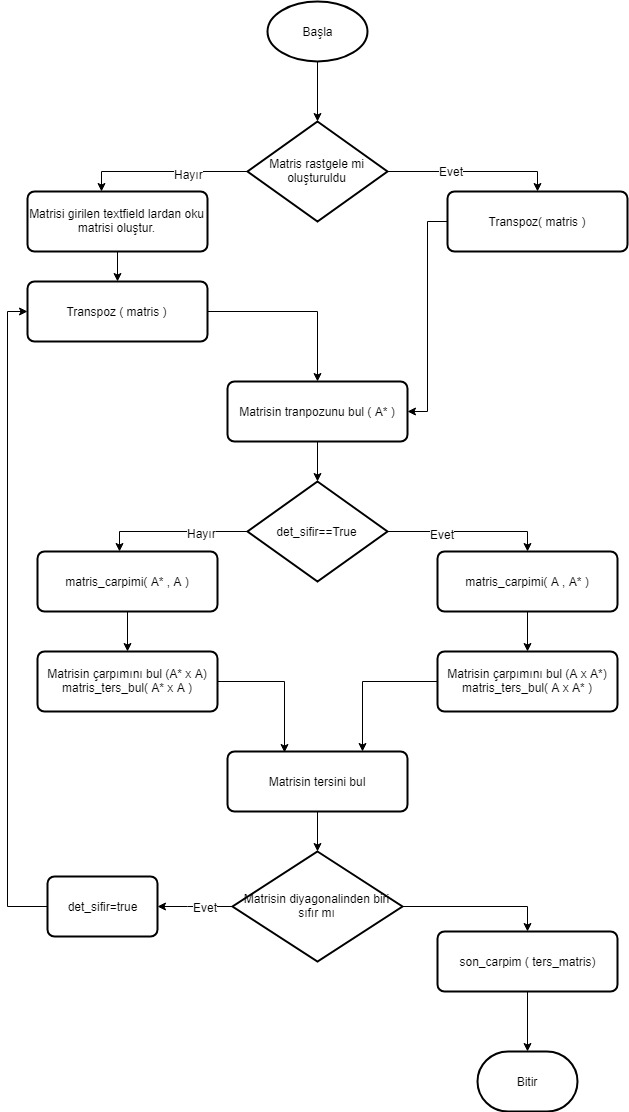 Başla
Matris rastgele mi
oluşturuldu
Hayır
Evet
Matrisi girilen textfield lardan oku
matrisi oluştur.
Transpoz( matris )
Transpoz ( matris )
Matrisin tranpozunu bul ( A* )
det_sifir==True
Hayır
Evet
matris_carpimi( A* , A )
matris_carpimi( A , A* )
Matrisin çarpımını bul (A* x A)
matris_ters_bul( A* x A )
Matrisin çarpımını bul (A x A*)
matris_ters_bul( A x A* )
Matrisin tersini bul
Matrisin diyagonalinden biri
sıfır mı
Evet
det_sifir=true
son_carpim ( ters_matris)
Bitir